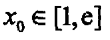 x₀ ∈ [1,e]